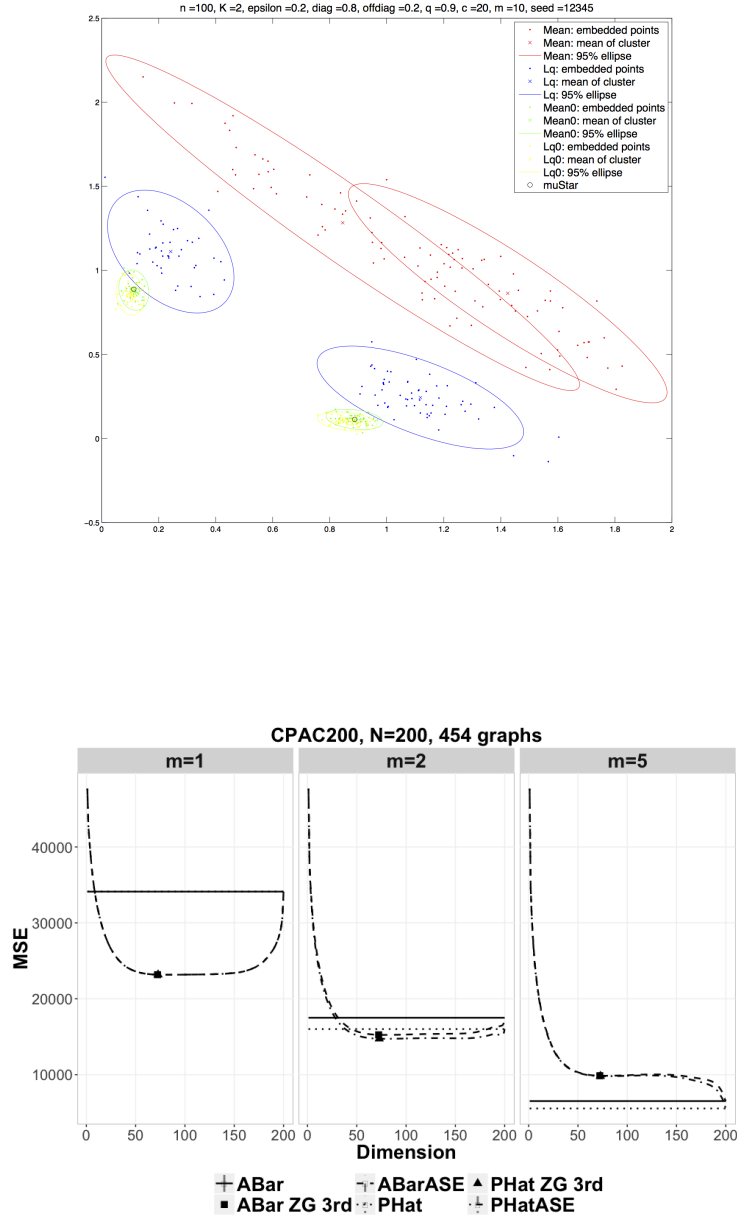 n =100, K =2, epsilon =0.2, diag =0.8, offdiag =0.2, q =0.9, c =20, m =10, seed =12345
2.5
2
1.5
1
0.5
0
−0.5
0 0.2 0.4 0.6 0.8 1 1.2 1.4 1.6 1.8 2
Mean: embedded points
Mean: mean of cluster
Mean: 95% ellipse
Lq: embedded points
Lq: mean of cluster
Lq: 95% ellipse
Mean0: embedded points
Mean0: mean of cluster
Mean0: 95% ellipse
Lq0: embedded points
Lq0: mean of cluster
Lq0: 95% ellipse
muStar
CPAC200, N=200, 454 graphs
m=1 m=2 m=5
MSE
40000
30000
20000
10000
0 50 100 150 200 0 50 100 150 200 0 50 100 150 200
Dimension
ABar ABarASE PHat ZG 3rd
ABar ZG 3rd PHat PHatASE